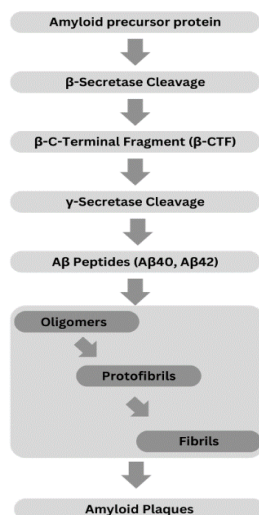 Amyloid precursor protein
β-Secretase Cleavage
β-C-Terminal Fragment (β-CTF)
γ-Secretase Cleavage
Aβ Peptides (Aβ40, Aβ42)
Oligomers
Protofibrils
Fibrils
Amyloid Plaques